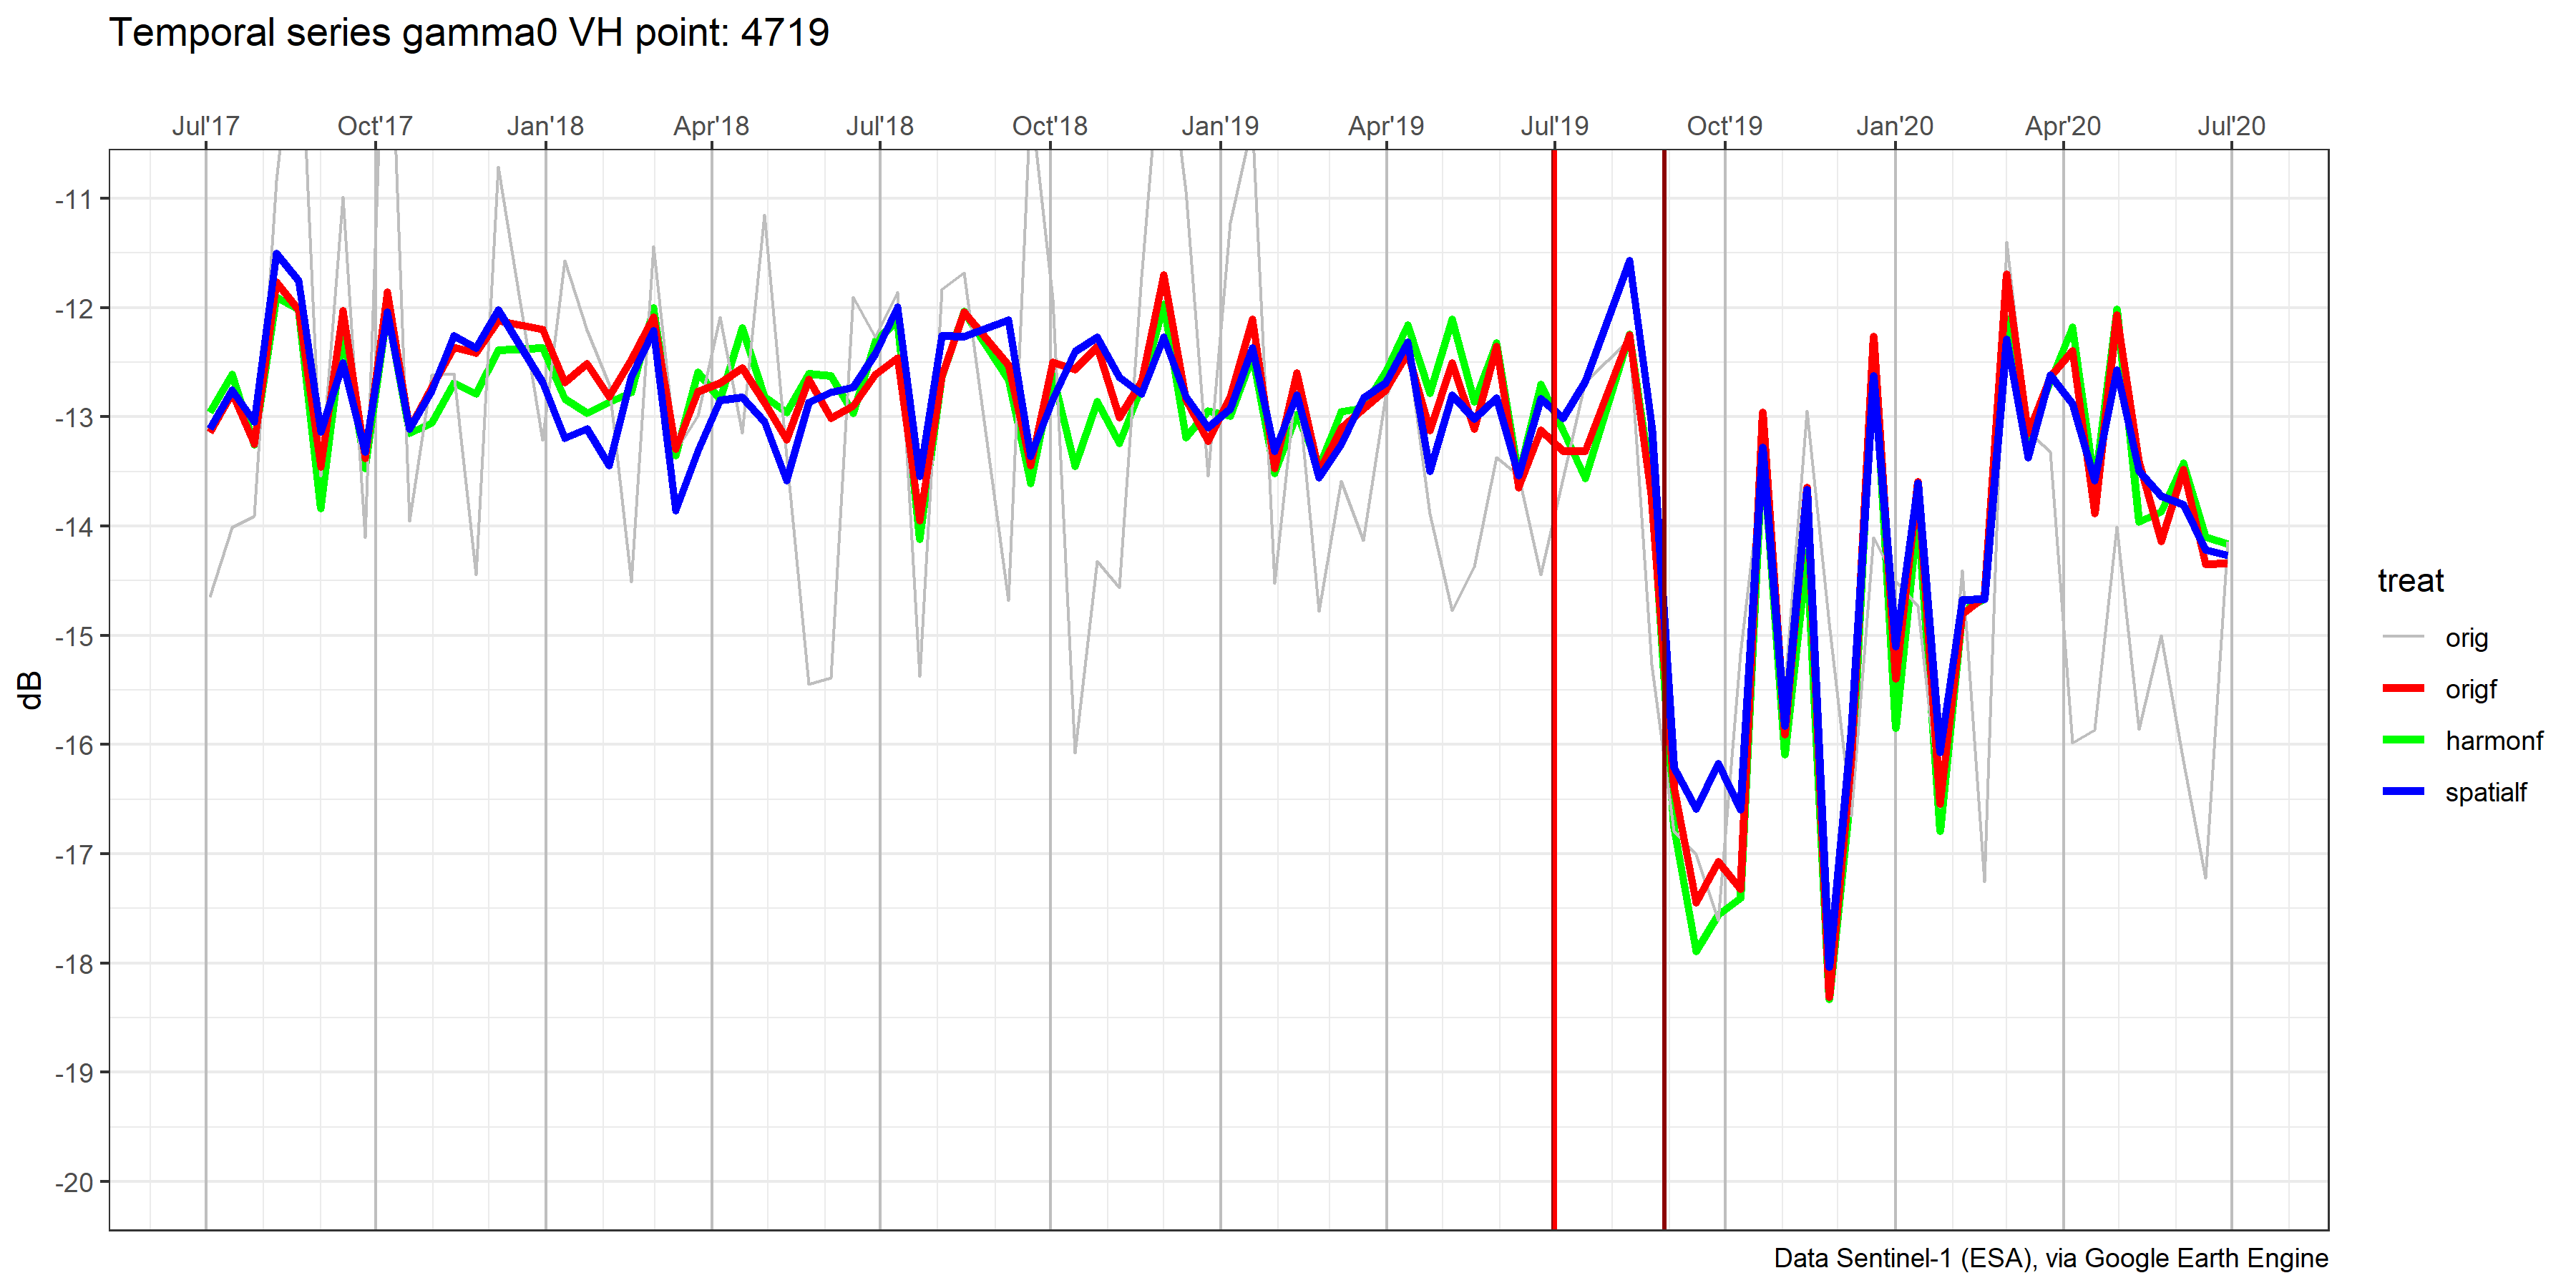 Temporal series gamma0 VH point: 4719
Jul'17 Oct'17 Jan'18 Apr'18 Jul'18 Oct'18 Jan'19 Apr'19 Jul'19 Oct'19 Jan'20 Apr'20 Jul'20
-11
-12
-13
-14
-15
-16
-17
-18
-19
-20
dB
treat
orig
origf
harmonf
spatialf
Data Sentinel-1 (ESA), via Google Earth Engine